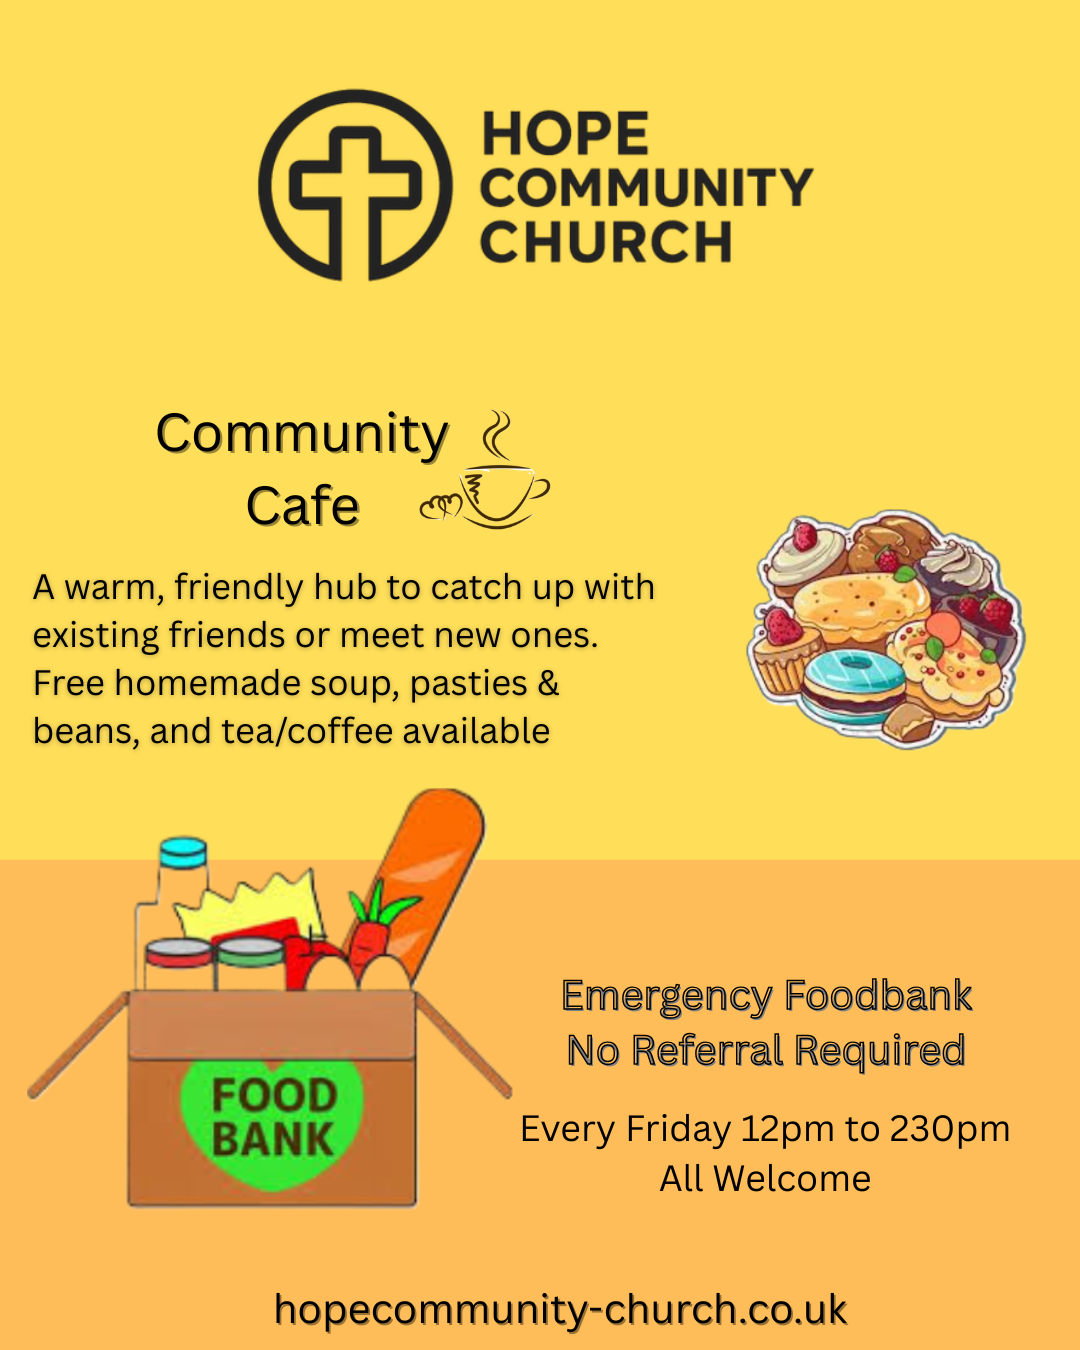 HOPE
COMMUNITY
CHURCH
Community
Cafe
A warm, friendly hub to catch up with
existing friends or meet new ones.
Free homemade soup, pasties &
beans, and tea/coffee available
FOOD
BANK
Emergency Foodbank
No Referral Required
Every Friday 12pm to 230pm
All Welcome
hopecommunity-church.co.uk